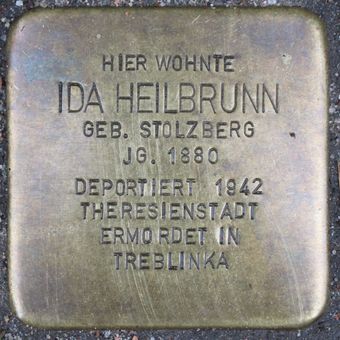 HIER WOHNTE
IDA HEILBRUNN
GEB. STOLZBERG
JG. 1880
DEPORTIERT 1942
THERESIENSTADT
ERMORDET IN
TREBLINKA